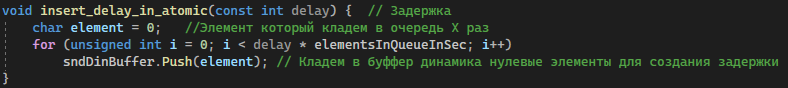 void insert_delay_in_atomic(const int delay) {  // Задержка
    char element = 0;   //Элемент который кладем в очередь X раз
    for (unsigned int i = 0; i < delay * elementsInQueueInSec; i++)
        sndDinBuffer.Push(element); // Кладем в буффер динамика нулевые элементы для создания задержки
}